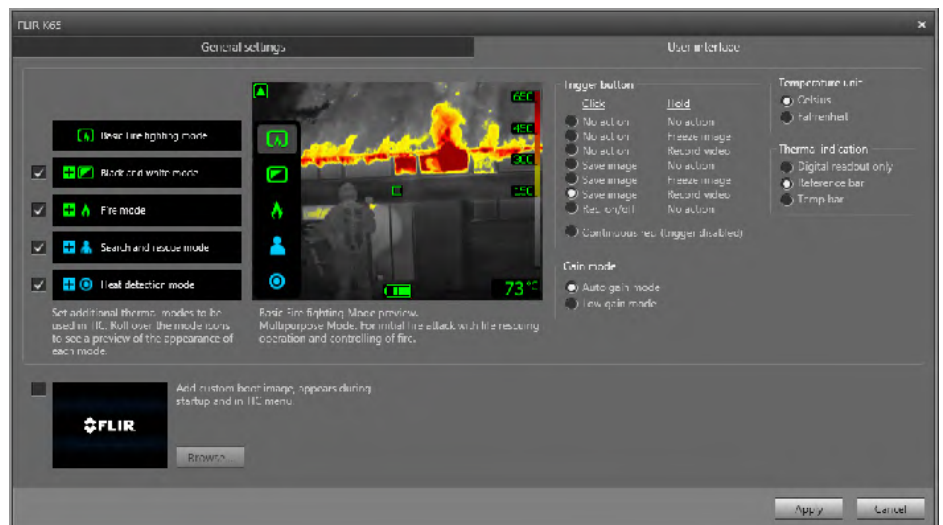 FLIR K65
General settings
User interface
Basic fire fighting mode
Black and white mode
Fire mode
Search and rescue mode
Heat detection mode
Set additional thermal modes to be
used in TIC. Roll over the mode icons
to see a preview of the appearance of
each mode.
650
450
300
150
73°C
Basic Fire fighting Mode preview.
Multipurpose Mode. For initial fire attack with life rescuing
operation and controlling of fire.
Trigger button
Click Hold
No action No action
No action Freeze image
No action Record video
Save image No action
Save image Freeze image
Save image Record video
Rec on/off No action
Continuous rec (trigger disabled)
Gain mode
Auto gain mode
Low gain mode
Temperature unit
Celsius
Fahrenheit
Thermal indication
Digital readout only
Reference bar
Temp bar
FLIR
Add custom boot image, appears during
startup and in TIC menu
Browse...
Apply
Cancel